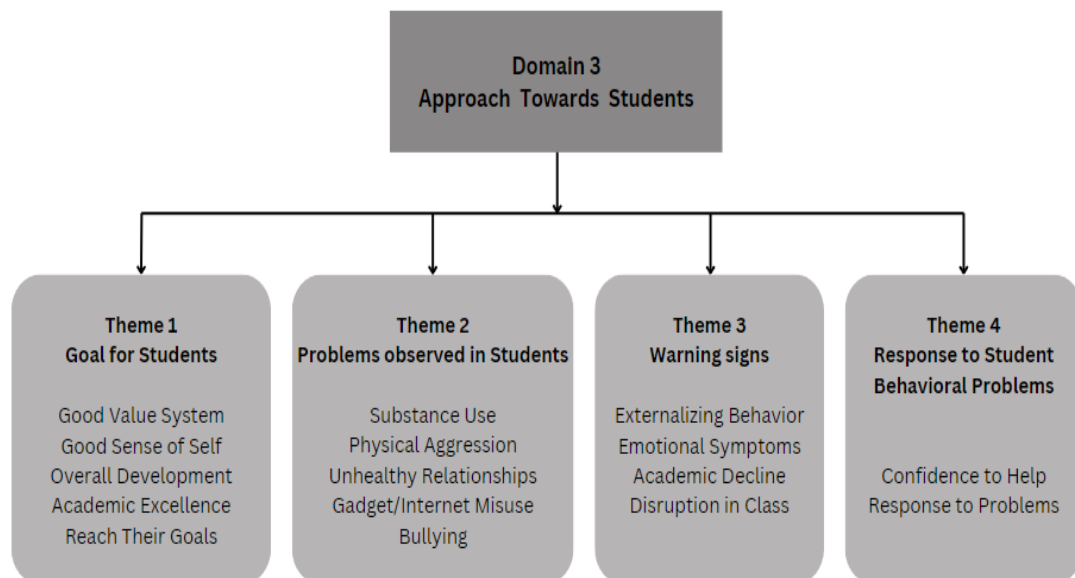 Domain 3
Approach Towards Students
Theme 1
Goal for Students
Good Value System
Good Sense of Self
Overall Development
Academic Excellence
Reach Their Goals
Theme 2
Problems observed in Students
Substance Use
Physical Aggression
Unhealthy Relationships
Gadget/Internet Misuse
Bullying
Theme 3
Warning signs
Externalizing Behavior
Emotional Symptoms
Academic Decline
Disruption in Class
Theme 4
Response to Student
Behavioral Problems
Confidence to Help
Response to Problems